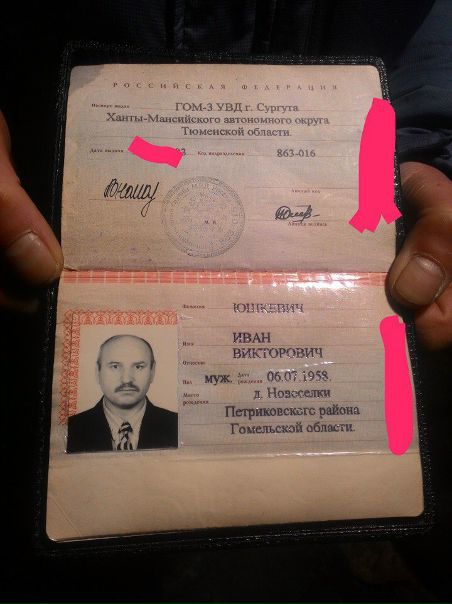 РОССИЙСКАЯ ФЕДЕРАЦИЯ
Паспорт выдан ГОМ-3 УВД г. Сургута
Ханты-Мансийского автономного округа
Тюменской области.
Дата выдачи 03 Код подразделения 863-016
Личный код
М.П.
Личная подпись
Фамилия ЮШКЕВИЧ
Имя ИВАН
Отчество ВИКТОРОВИЧ
Пол муж. Дата рождения 06.07.1958.
Место рождения д. Новоселки
Петриковского района
Гомельской области.